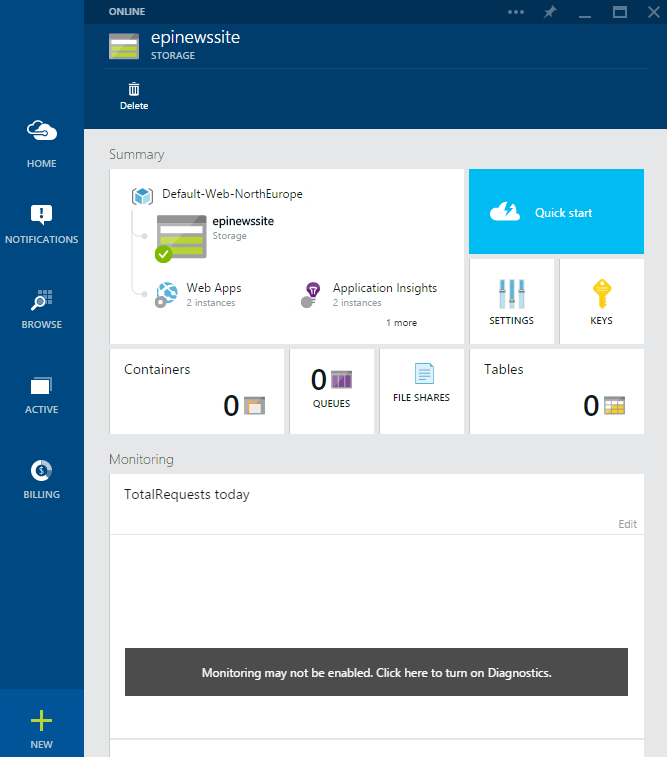 ONLINE
epinewssite
STORAGE
Delete
HOME
NOTIFICATIONS
BROWSE
ACTIVE
BILLING
NEW
Summary
Default-Web-NorthEurope
epinewssite
Storage
Web Apps
2 instances
Application Insights
2 instances
1 more
Quick start
SETTINGS
KEYS
Containers
0
0
QUEUES
FILE SHARES
Tables
0
Monitoring
TotalRequests today
Edit
Monitoring may not be enabled. Click here to turn on Diagnostics.